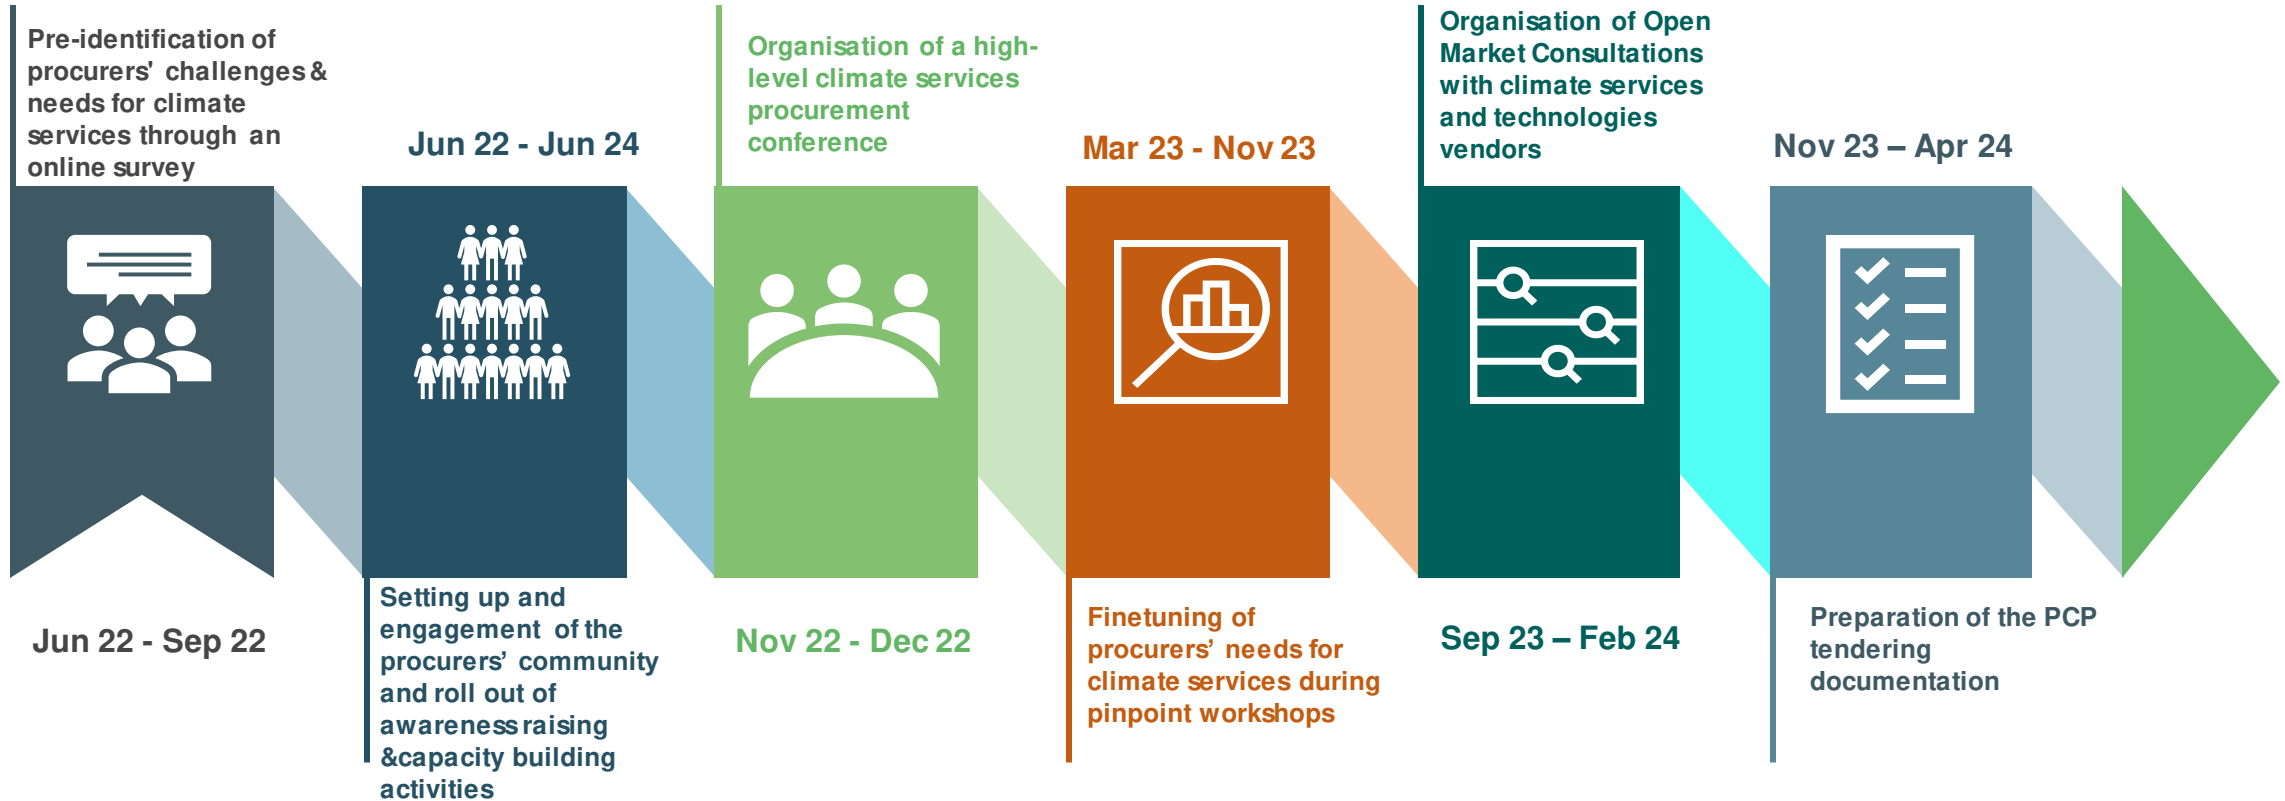 Pre-identification of
procurers' challenges &
needs for climate
services through an
online survey
Jun 22 - Sep 22
Jun 22 - Jun 24
Setting up and
engagement of the
procurers’ community
and roll out of
awareness raising
&capacity building
activities
Organisation of a high-
level climate services
procurement
conference
Nov 22 - Dec 22
Mar 23 - Nov 23
Finetuning of
procurers’ needs for
climate services during
pinpoint workshops
Organisation of Open
Market Consultations
with climate services
and technologies
vendors
Sep 23 – Feb 24
Nov 23 – Apr 24
Preparation of the PCP
tendering
documentation